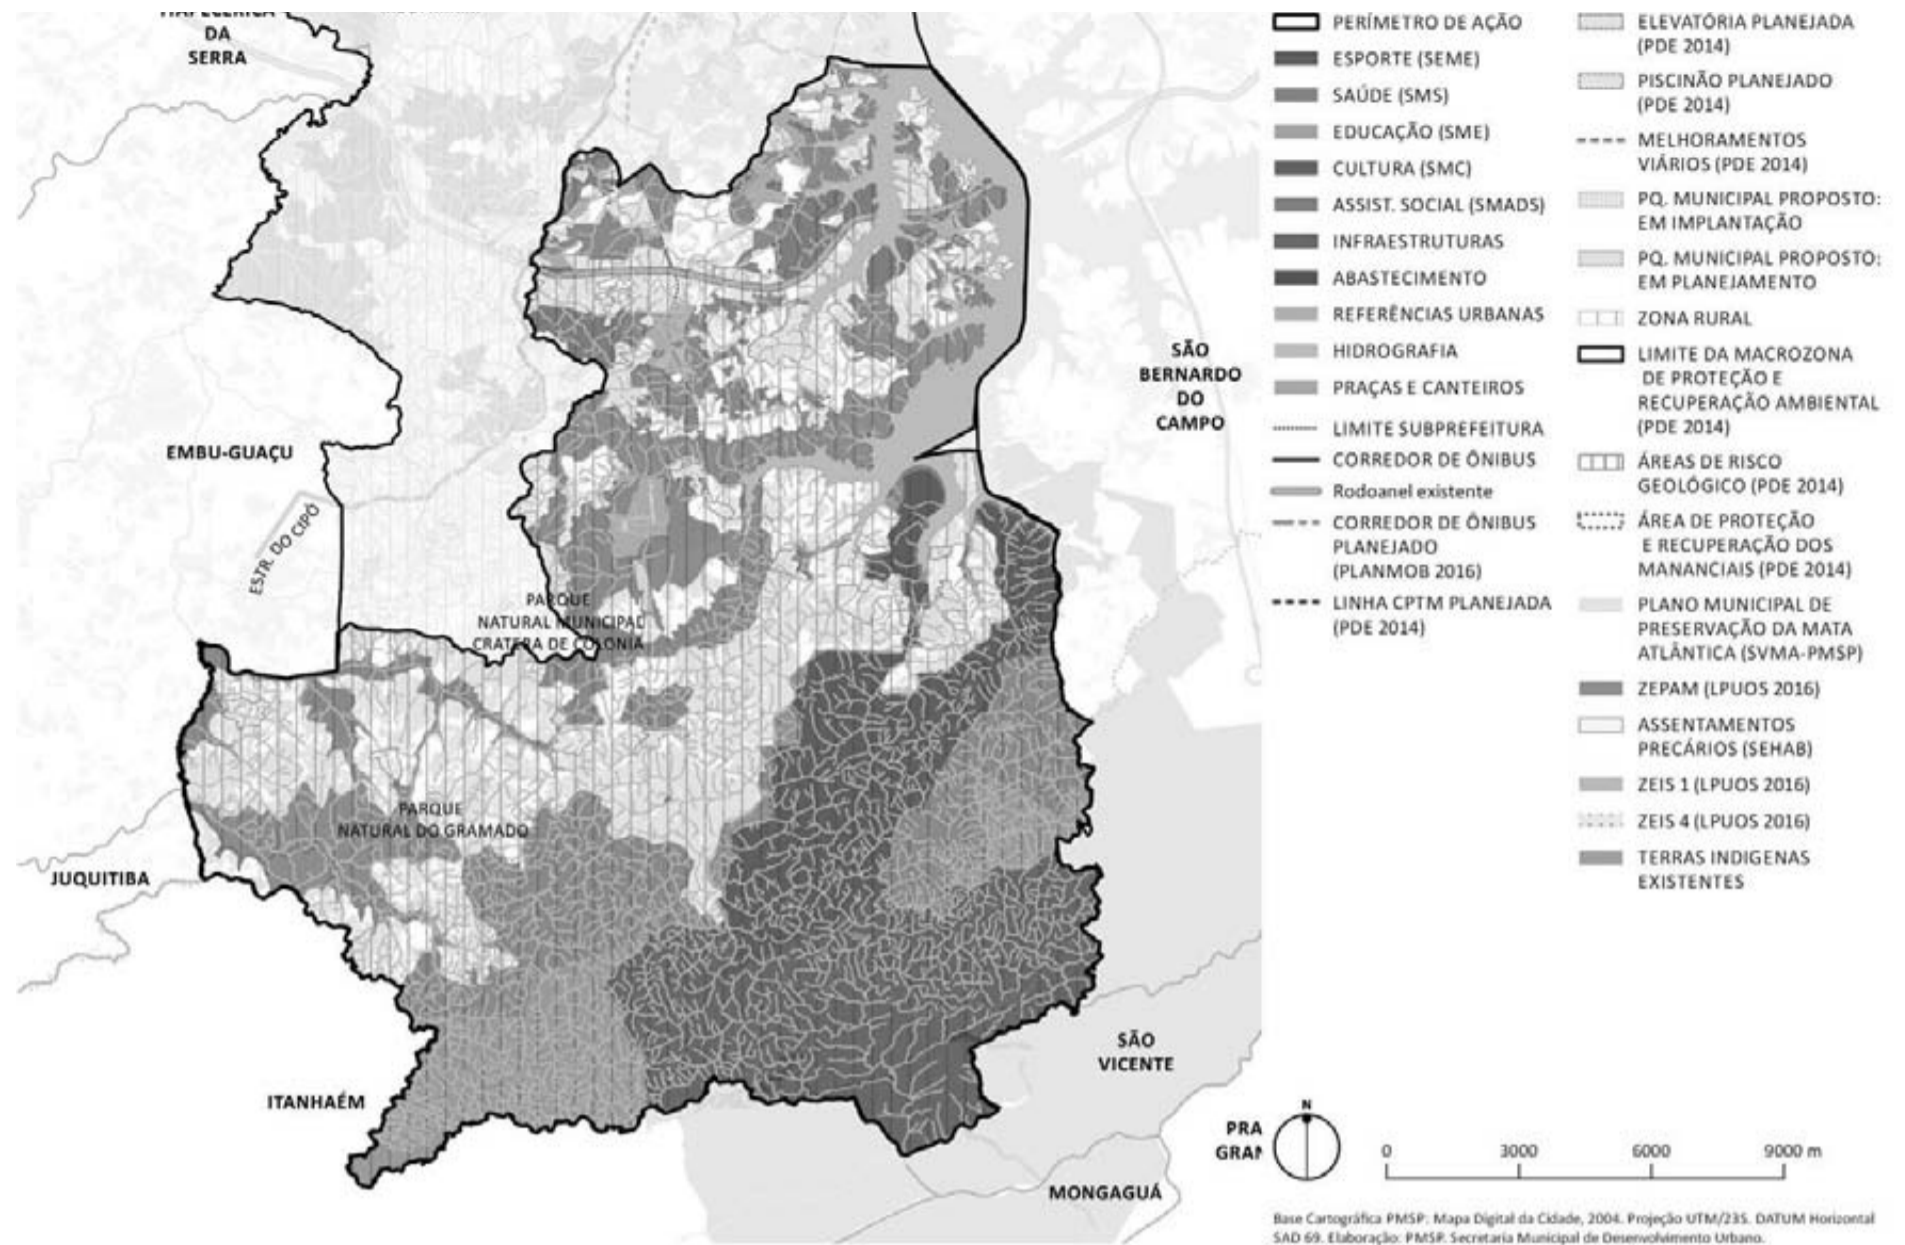 DA
SERRA
EMBU-GUAÇU
ESTR. DO CIPÓ
SÃO
BERNARDO
DO
CAMPO
PARQUE
NATURAL MUNICIPAL
CRATERA DE COLONIA
PARQUE
NATURAL DO GRAMADO
JUQUITIBA
ITANHAÉM
SÃO
VICENTE
PRA
GRAN
MONGAGUÁ
PERÍMETRO DE AÇÃO
ESPORTE (SEME)
SAÚDE (SMS)
EDUCAÇÃO (SME)
CULTURA (SMC)
ASSIST. SOCIAL (SMADS)
INFRAESTRUTURAS
ABASTECIMENTO
REFERÊNCIAS URBANAS
HIDROGRAFIA
PRAÇAS E CANTEIROS
LIMITE SUBPREFEITURA
CORREDOR DE ÔNIBUS
Rodoanel existente
CORREDOR DE ÔNIBUS
PLANEJADO
(PLANMOB 2016)
LINHA CPTM PLANEJADA
(PDE 2014)
ELEVATÓRIA PLANEJADA
(PDE 2014)
PISCINÃO PLANEJADO
(PDE 2014)
MELHORAMENTOS
VIÁRIOS (PDE 2014)
PQ. MUNICIPAL PROPOSTO:
EM IMPLANTAÇÃO
PQ. MUNICIPAL PROPOSTO:
EM PLANEJAMENTO
ZONA RURAL
LIMITE DA MACROZONA
DE PROTEÇÃO E
RECUPERAÇÃO AMBIENTAL
(PDE 2014)
ÁREAS DE RISCO
GEOLÓGICO (PDE 2014)
ÁREA DE PROTEÇÃO
E RECUPERAÇÃO DOS
MANANCIAIS (PDE 2014)
PLANO MUNICIPAL DE
PRESERVAÇÃO DA MATA
ATLÂNTICA (SVMA-PMSP)
ZEPAM (LPUOS 2016)
ASSENTAMENTOS
PRECÁRIOS (SEHAB)
ZEIS 1 (LPUOS 2016)
ZEIS 4 (LPUOS 2016)
TERRAS INDIGENAS
EXISTENTES
N
0 3000 6000 9000 m
Base Cartográfica PMSP: Mapa Digital da Cidade, 2004. Projeção UTM/23S. DATUM Horizontal
SAD 69. Elaboração: PMSP. Secretaria Municipal de Desenvolvimento Urbano.